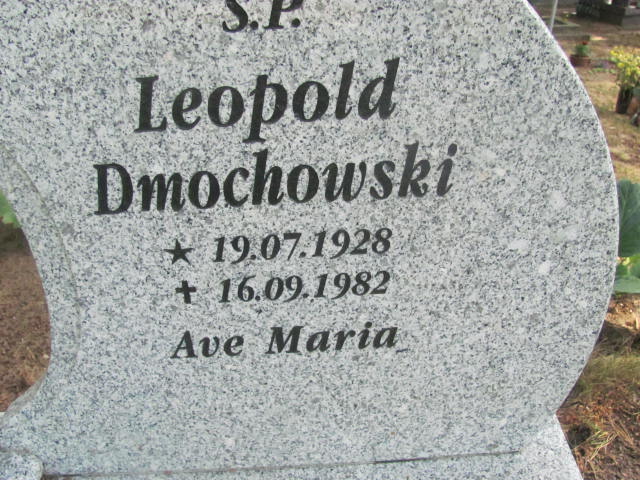 S.P.
Leopold
Dmochowski
★ 19.07.1928
✝ 16.09.1982
Ave Maria